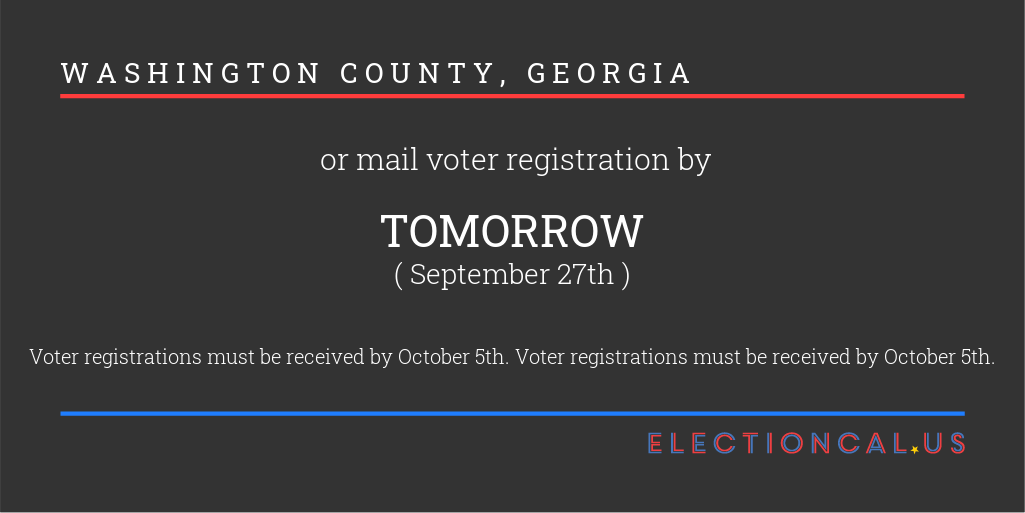 WASHINGTON COUNTY, GEORGIA
or mail voter registration by
TOMORROW
( September 27th )
Voter registrations must be received by October 5th. Voter registrations must be received by October 5th.
ELECTIONCAL.US